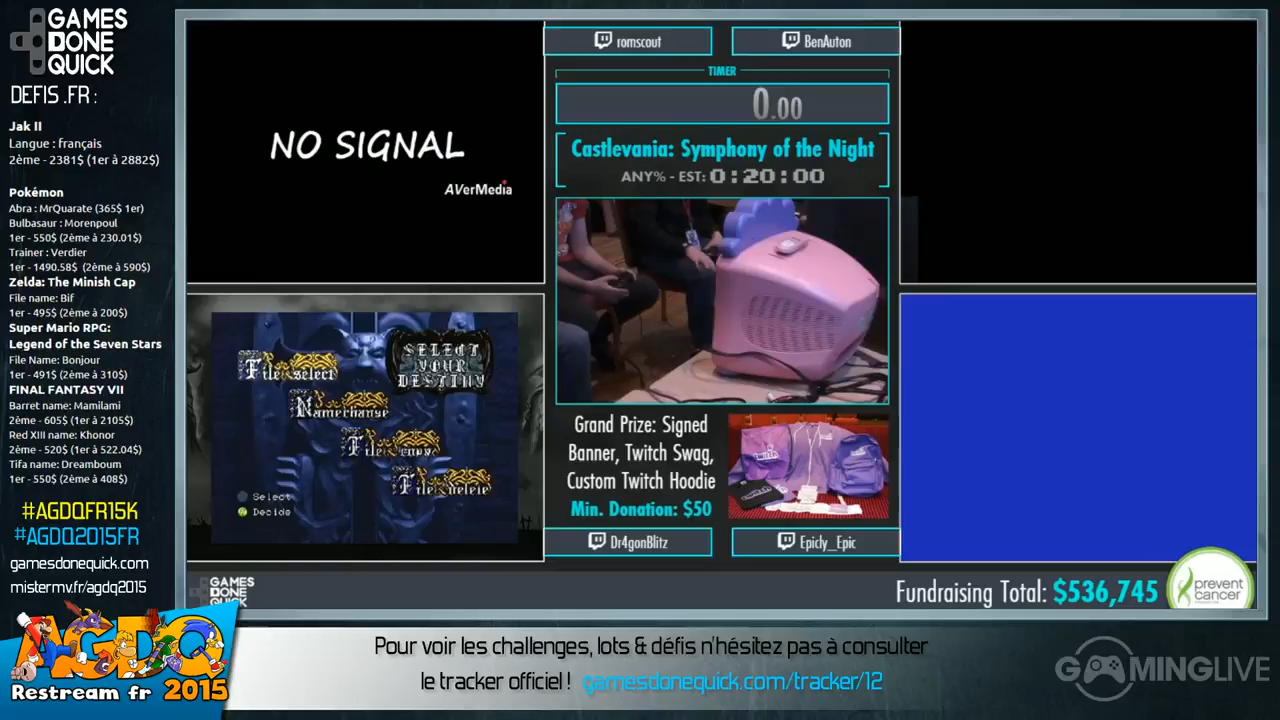 GAMES
DONE
QUICK
DEFIS .FR :
Jak II
Langue : français
2ème - 2381$ (1er à 2882$)
Pokémon
Abra : MrQuarate (365$ 1er)
Bulbasaur : Morenpoul
1er - 550$ (2ème à 230.01$)
Trainer : Verdier
1er - 1490.58$ (2ème à 590$)
Zelda: The Minish Cap
File name: Bif
1er - 495$ (2ème à 200$)
Super Mario RPG:
Legend of the Seven Stars
File Name: Bonjour
1er - 491$ (2ème à 310$)
FINAL FANTASY VII
Barret name: Mamilami
2ème - 605$ (1er à 2105$)
Red XIII name: Khonor
2ème - 520$ (1er à 522.04$)
Tifa name: Dreamboum
1er - 550$ (2ème à 408$)
#AGDQFR15K
#AGDQ2015FR
gamesdonequick.com
mistermv.fr/agdq2015
AGDQ
Restream fr 2015
NO SIGNAL
AVerMedia
romscout
BenAuton
TIMER
0.00
Castlevania: Symphony of the Night
ANY% - EST: 0:20:00
File select
SELECT
YOUR
DESTINY
Name change
File copy
File delete
Select
Decide
Grand Prize: Signed
Banner, Twitch Swag,
Custom Twitch Hoodie
Min. Donation: $50
Dr4gonBlitz
Epicly_Epic
GAMES
DONE
QUICK
Fundraising Total: $536,745
prevent
cancer
Pour voir les challenges, lots & défis n'hésitez pas à consulter
le tracker officiel ! gamesdonequick.com/tracker/12
GAMINGLIVE